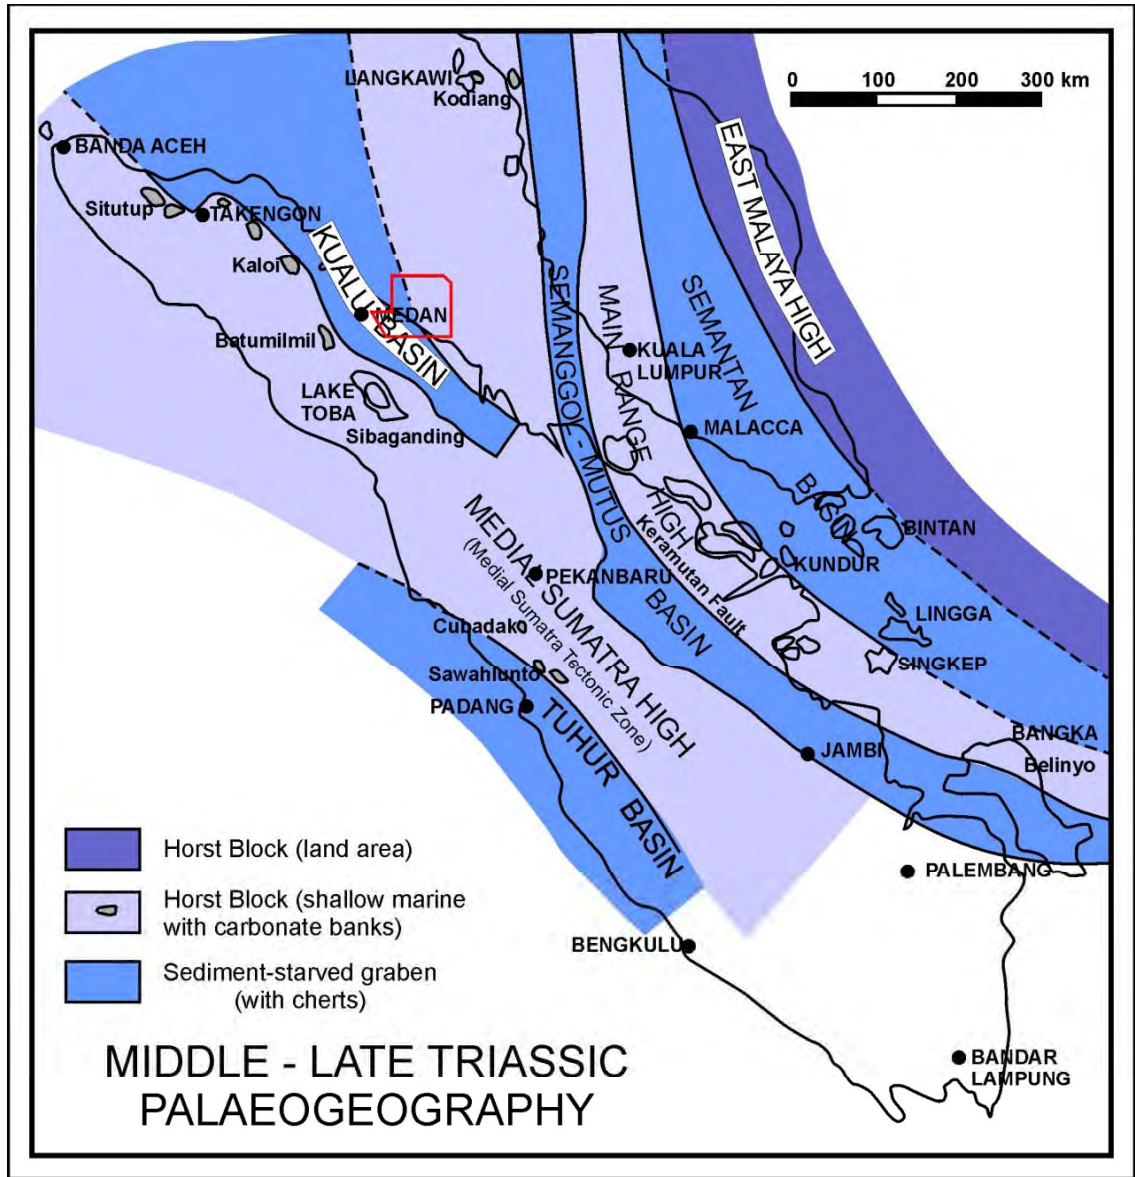 LANGKAWI
Kodiang
0 100 200 300 km
BANDA ACEH
Situtup
TAKENGON
Kaloi
KUALU BASIN
MEDAN
Batumilmil
LAKE
TOBA
Sibaganding
EAST MALAYA HIGH
SEMANGGOL - MUTUS BASIN
MAIN RANGE HIGH
SEMANTAN BASIN
KUALA
LUMPUR
MALACCA
BINTAN
KUNDUR
Keramutan Fault
LINGGA
SINGKEP
MEDIAL SUMATRA HIGH
(Medial Sumatra Tectonic Zone)
PEKANBARU
Cubadak
Sawahlunto
PADANG
TUHUR BASIN
JAMBI
BANGKA
Belinyo
PALEMBANG
BENGKULU
BANDAR
LAMPUNG
Horst Block (land area)
Horst Block (shallow marine
with carbonate banks)
Sediment-starved graben
(with cherts)
MIDDLE - LATE TRIASSIC
PALAEOGEOGRAPHY